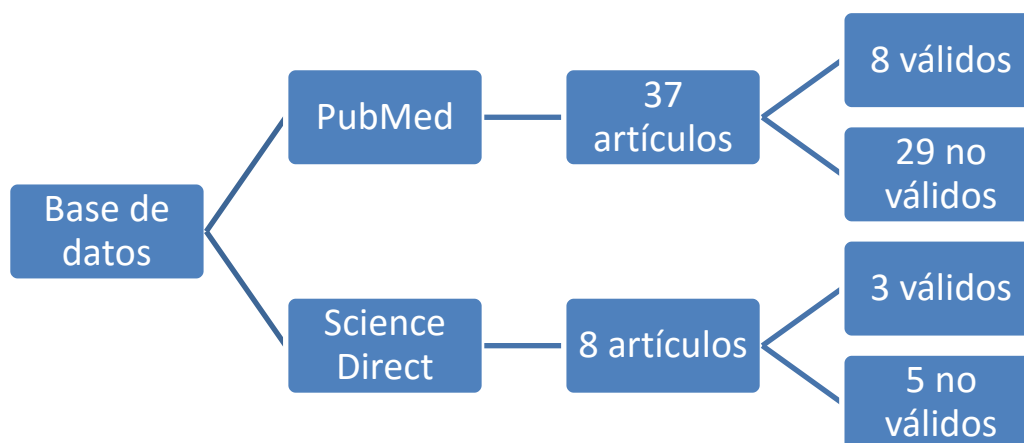 Base de
datos
PubMed
37
artículos
8 válidos
29 no
válidos
Science
Direct
8 artículos
3 válidos
5 no
válidos